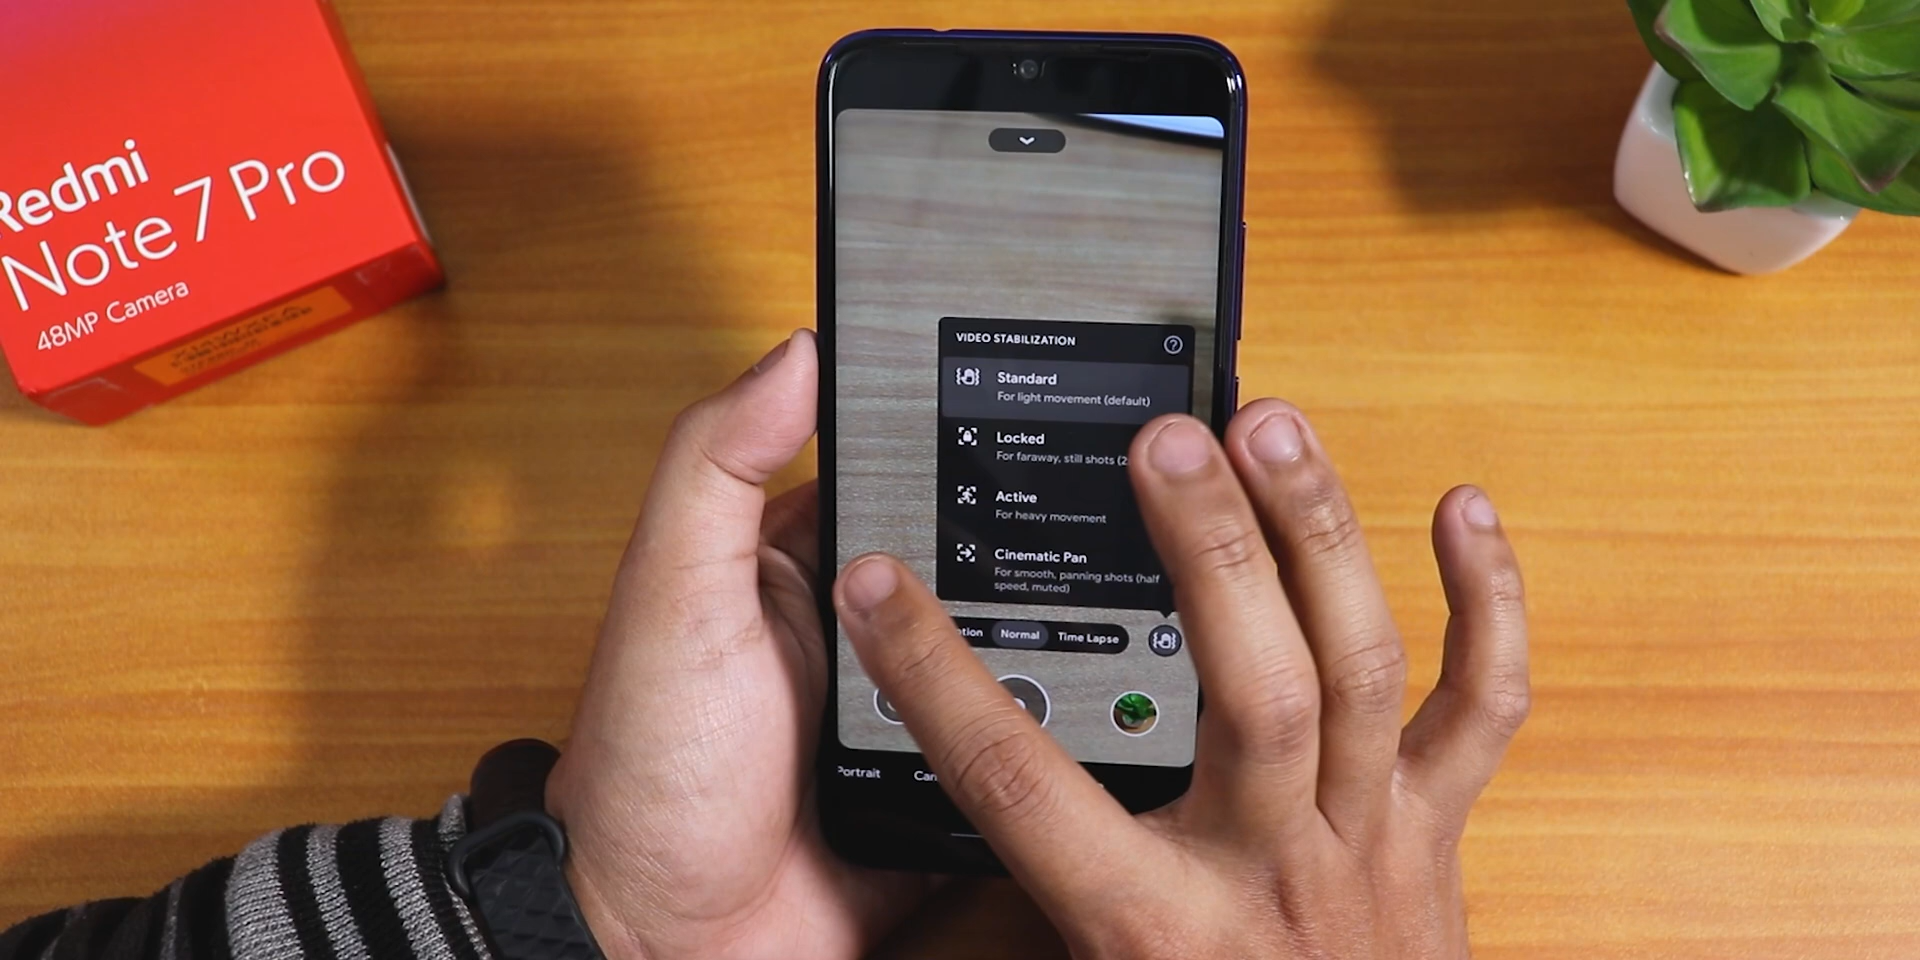 Redmi
Note 7 Pro
48MP Camera
VIDEO STABILIZATION
Standard
For light movement (default)
Locked
For faraway, still shots
Active
For heavy movement
Cinematic Pan
For smooth, panning shots (half
speed, muted)
Normal
Time Lapse
Portrait